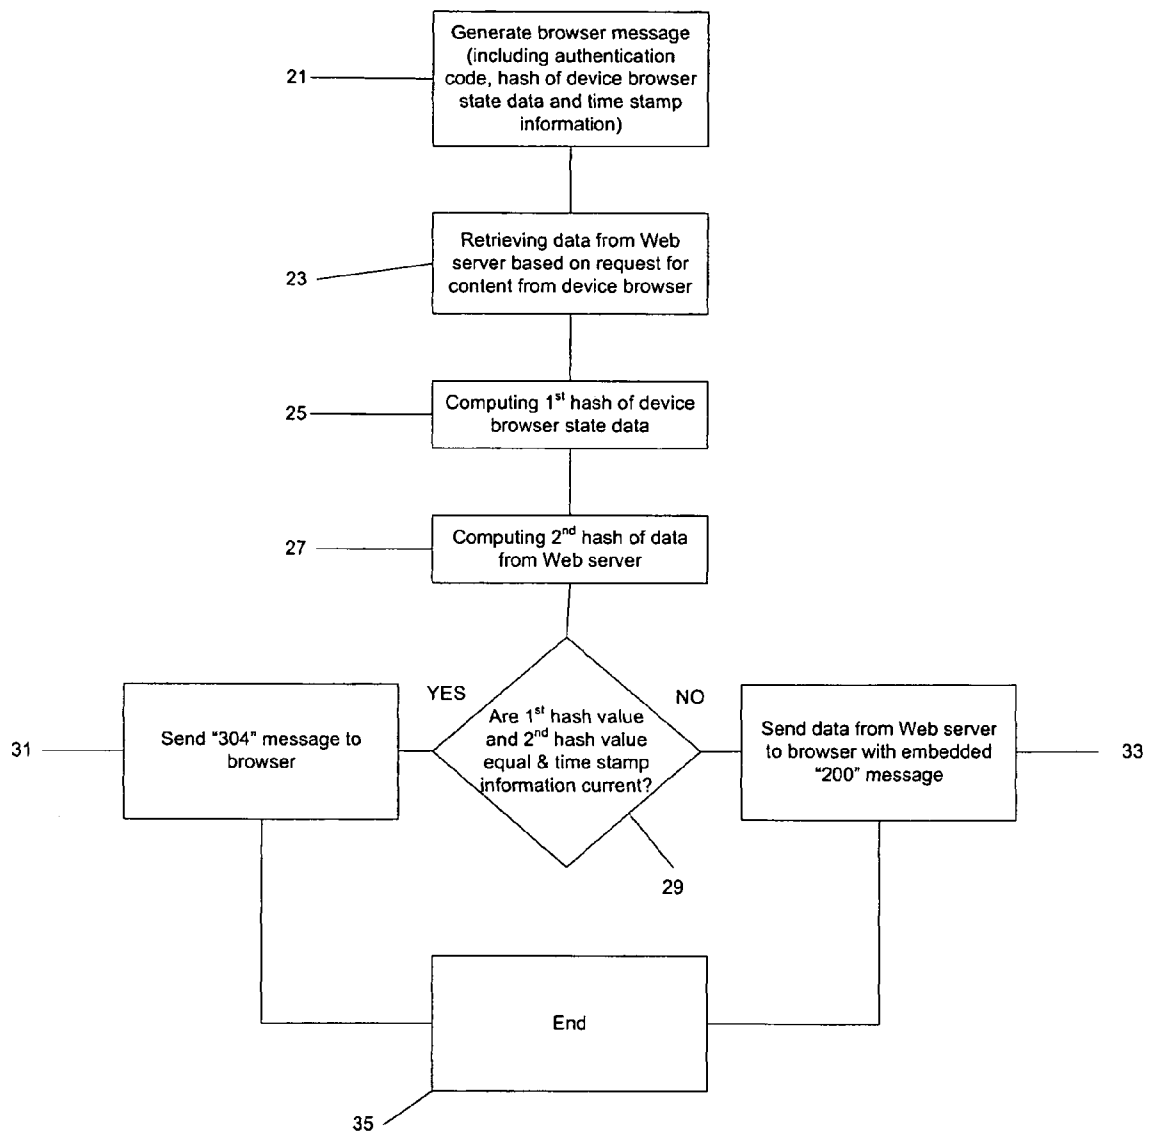 Generate browser message
(including authentication
code, hash of device browser
state data and time stamp
information)
21
Retrieving data from Web
server based on request for
content from device browser
23
Computing 1st hash of device
browser state data
25
Computing 2nd hash of data
from Web server
27
YES
NO
Are 1st hash value
and 2nd hash value
equal & time stamp
information current?
29
Send "304" message to
browser
31
Send data from Web server
to browser with embedded
"200" message
33
End
35